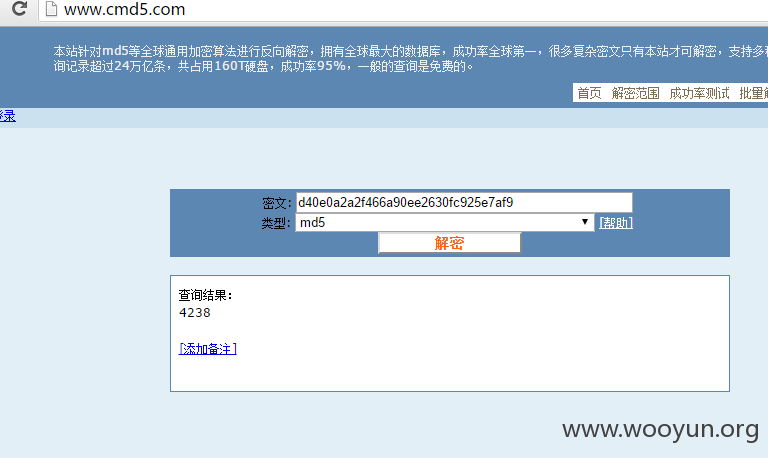 www.cmd5.com
本站针对md5等全球通用加密算法进行反向解密，拥有全球最大的数据库，成功率全球第一，很多复杂密文只有本站才可解密，支持多
询记录超过24万亿条，共占用160T硬盘，成功率95%，一般的查询是免费的。
首页 解密范围 成功率测试 批量
登录
密文: d40e0a2a2f466a90ee2630fc925e7af9
类型: md5 [帮助]
解密
查询结果:
4238
[添加备注]
www.wooyun.org